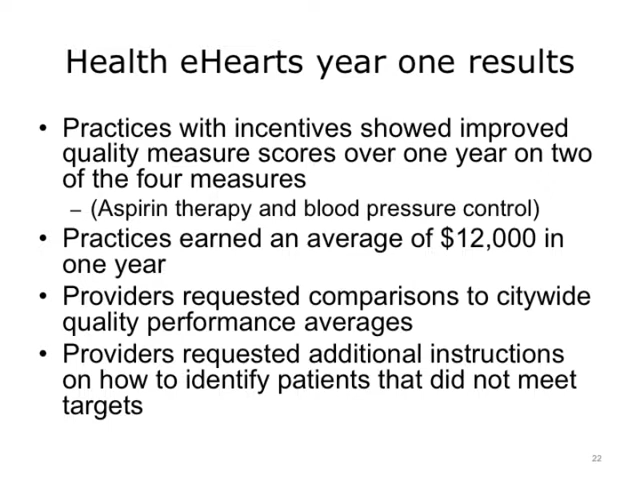 Health eHearts year one results
• Practices with incentives showed improved
quality measure scores over one year on two
of the four measures
– (Aspirin therapy and blood pressure control)
• Practices earned an average of $12,000 in
one year
• Providers requested comparisons to citywide
quality performance averages
• Providers requested additional instructions
on how to identify patients that did not meet
targets
22